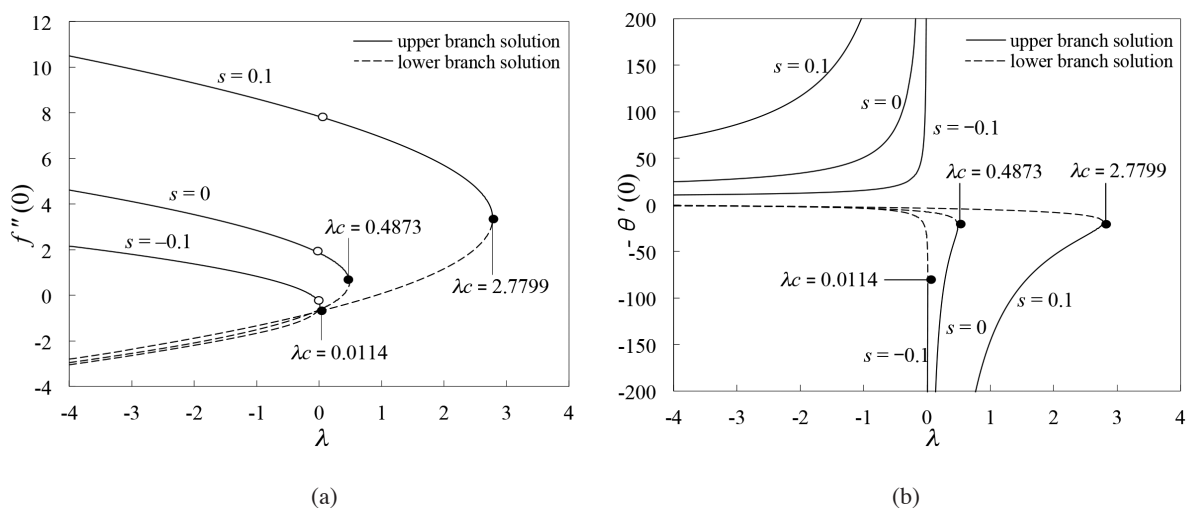 12
10
8
6
4
2
0
-2
-4
f″(0)
upper branch solution
lower branch solution
s = 0.1
s = 0
s = –0.1
λc = 0.4873
λc = 2.7799
λc = 0.0114
-4 -3 -2 -1 0 1 2 3 4
λ
(a)
200
150
100
50
0
-50
-100
-150
-200
- θ′(0)
upper branch solution
lower branch solution
s = 0.1
s = 0
s = −0.1
λc = 0.4873
λc = 2.7799
λc = 0.0114
s = 0.1
s = 0
s = −0.1
-4 -3 -2 -1 0 1 2 3 4
λ
(b)